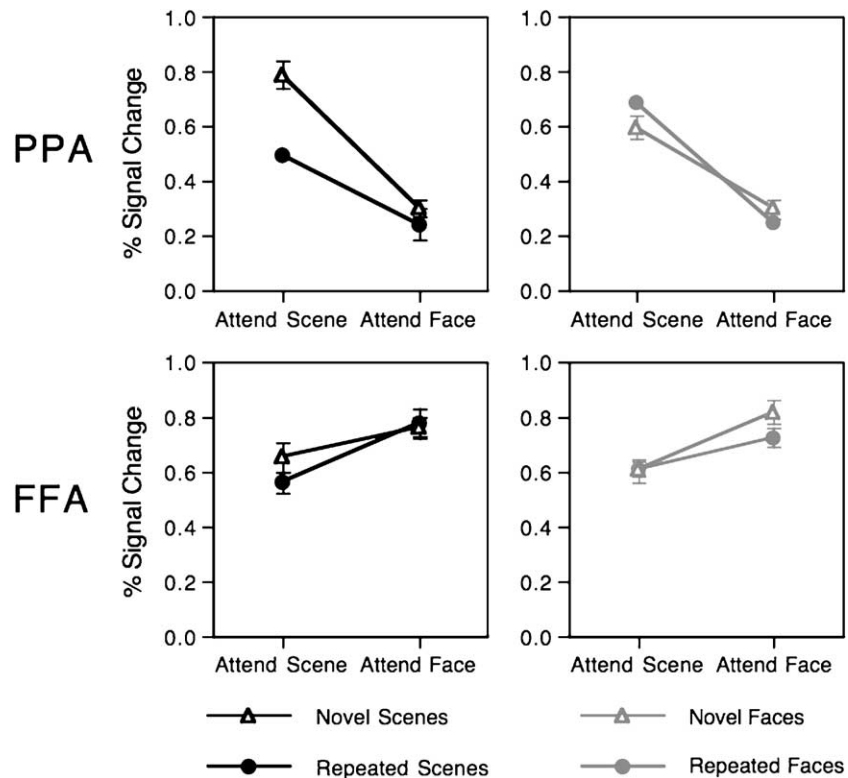 PPA
% Signal Change
1.0
0.8
0.6
0.4
0.2
0.0
Attend Scene Attend Face
1.0
0.8
0.6
0.4
0.2
0.0
Attend Scene Attend Face
FFA
% Signal Change
1.0
0.8
0.6
0.4
0.2
0.0
Attend Scene Attend Face
1.0
0.8
0.6
0.4
0.2
0.0
Attend Scene Attend Face
Novel Scenes
Repeated Scenes
Novel Faces
Repeated Faces